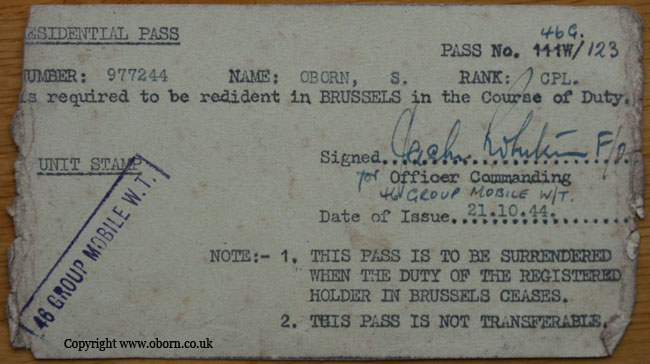 ESIDENTIAL PASS
46G.
PASS No. 111W/123
NUMBER: 977244 NAME: OBORN, S. RANK: CPL.
is required to be redident in BRUSSELS in the Course of Duty.
UNIT STAMP
46 GROUP MOBILE W.T.
Signed F/O
for Officer Commanding
46 GROUP MOBILE W/T.
Date of Issue 21.10.44.
NOTE:- 1. THIS PASS IS TO BE SURRENDERED
WHEN THE DUTY OF THE REGISTERED
HOLDER IN BRUSSELS CEASES.
2. THIS PASS IS NOT TRANSFERABLE.
Copyright www.oborn.co.uk